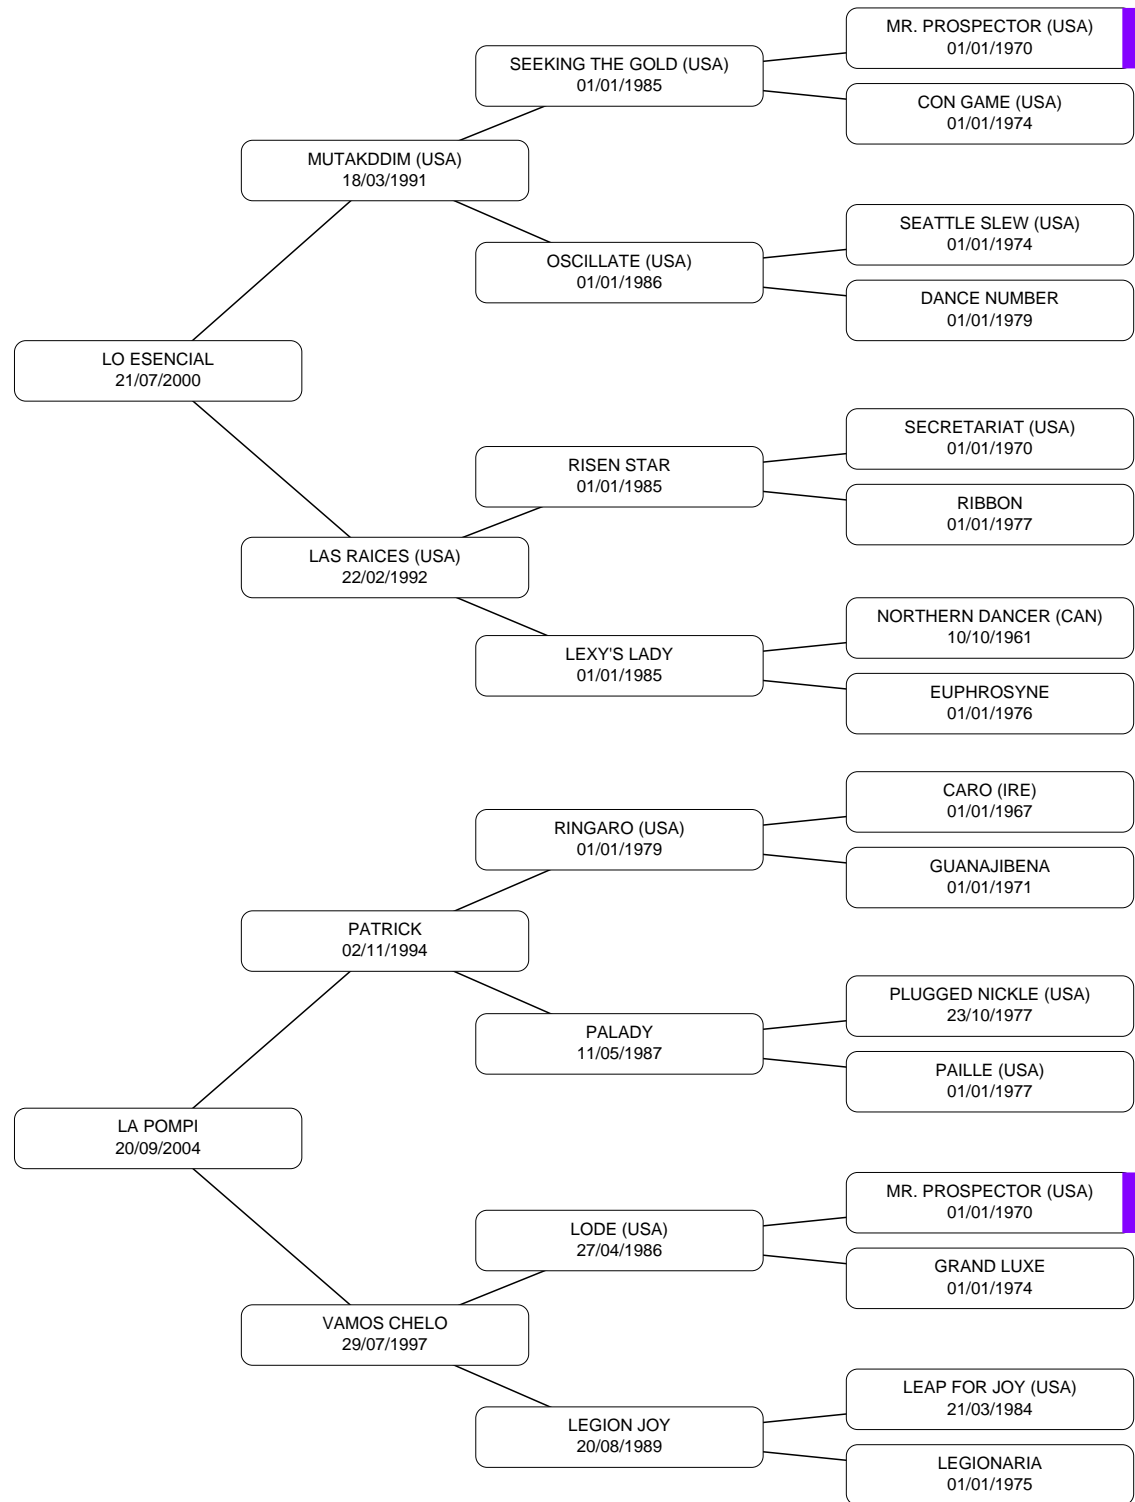 MR. PROSPECTOR (USA)
01/01/1970
SEEKING THE GOLD (USA)
01/01/1985
CON GAME (USA)
01/01/1974
MUTAKDDIM (USA)
18/03/1991
SEATTLE SLEW (USA)
01/01/1974
OSCILLATE (USA)
01/01/1986
DANCE NUMBER
01/01/1979
LO ESENCIAL
21/07/2000
SECRETARIAT (USA)
01/01/1970
RISEN STAR
01/01/1985
RIBBON
01/01/1977
LAS RAICES (USA)
22/02/1992
NORTHERN DANCER (CAN)
10/10/1961
LEXY'S LADY
01/01/1985
EUPHROSYNE
01/01/1976
CARO (IRE)
01/01/1967
RINGARO (USA)
01/01/1979
GUANAJIBENA
01/01/1971
PATRICK
02/11/1994
PLUGGED NICKLE (USA)
23/10/1977
PALADY
11/05/1987
PAILLE (USA)
01/01/1977
LA POMPI
20/09/2004
MR. PROSPECTOR (USA)
01/01/1970
LODE (USA)
27/04/1986
GRAND LUXE
01/01/1974
VAMOS CHELO
29/07/1997
LEAP FOR JOY (USA)
21/03/1984
LEGION JOY
20/08/1989
LEGIONARIA
01/01/1975